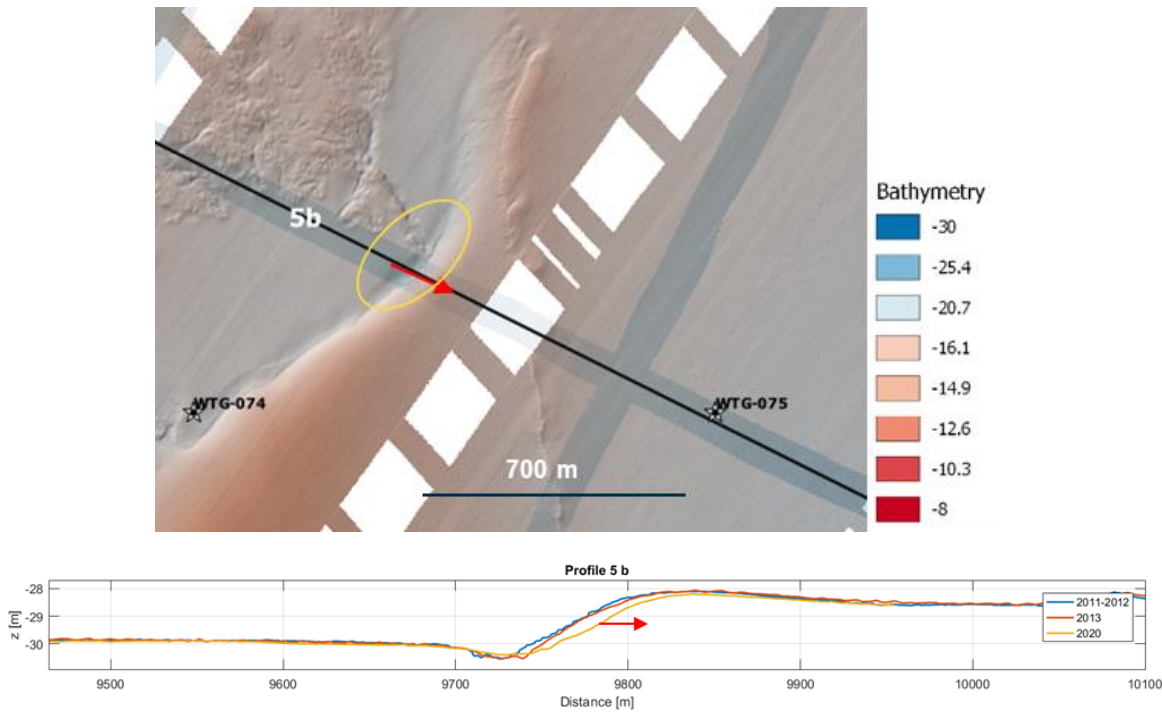 5b
WTG-074
WTG-075
700 m
Bathymetry
-30
-25.4
-20.7
-16.1
-14.9
-12.6
-10.3
-8
Profile 5 b
z [m]
-28
-29
-30
2011-2012
2013
2020
9500 9600 9700 9800 9900 10000 10100
Distance [m]